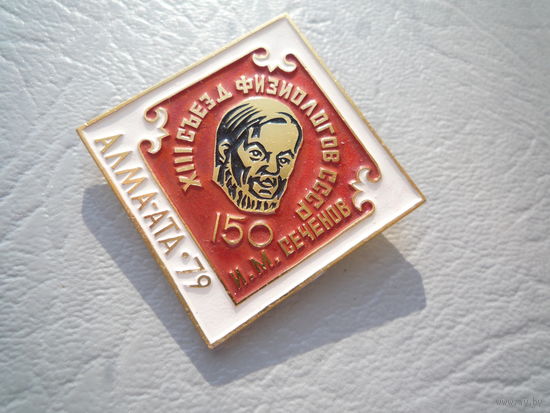 XIII СЪЕЗД ФИЗИОЛОГОВ СССР
150
И.М. СЕЧЕНОВ
АЛМА-АТА·79